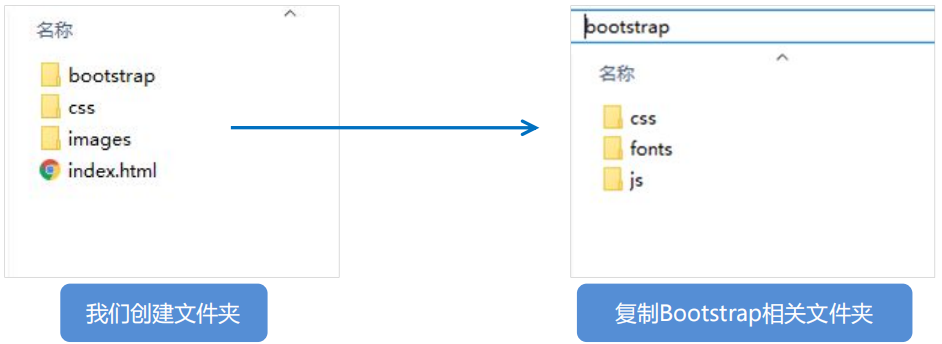 名称
bootstrap
css
images
index.html
我们创建文件夹
bootstrap
名称
css
fonts
js
复制Bootstrap相关文件夹